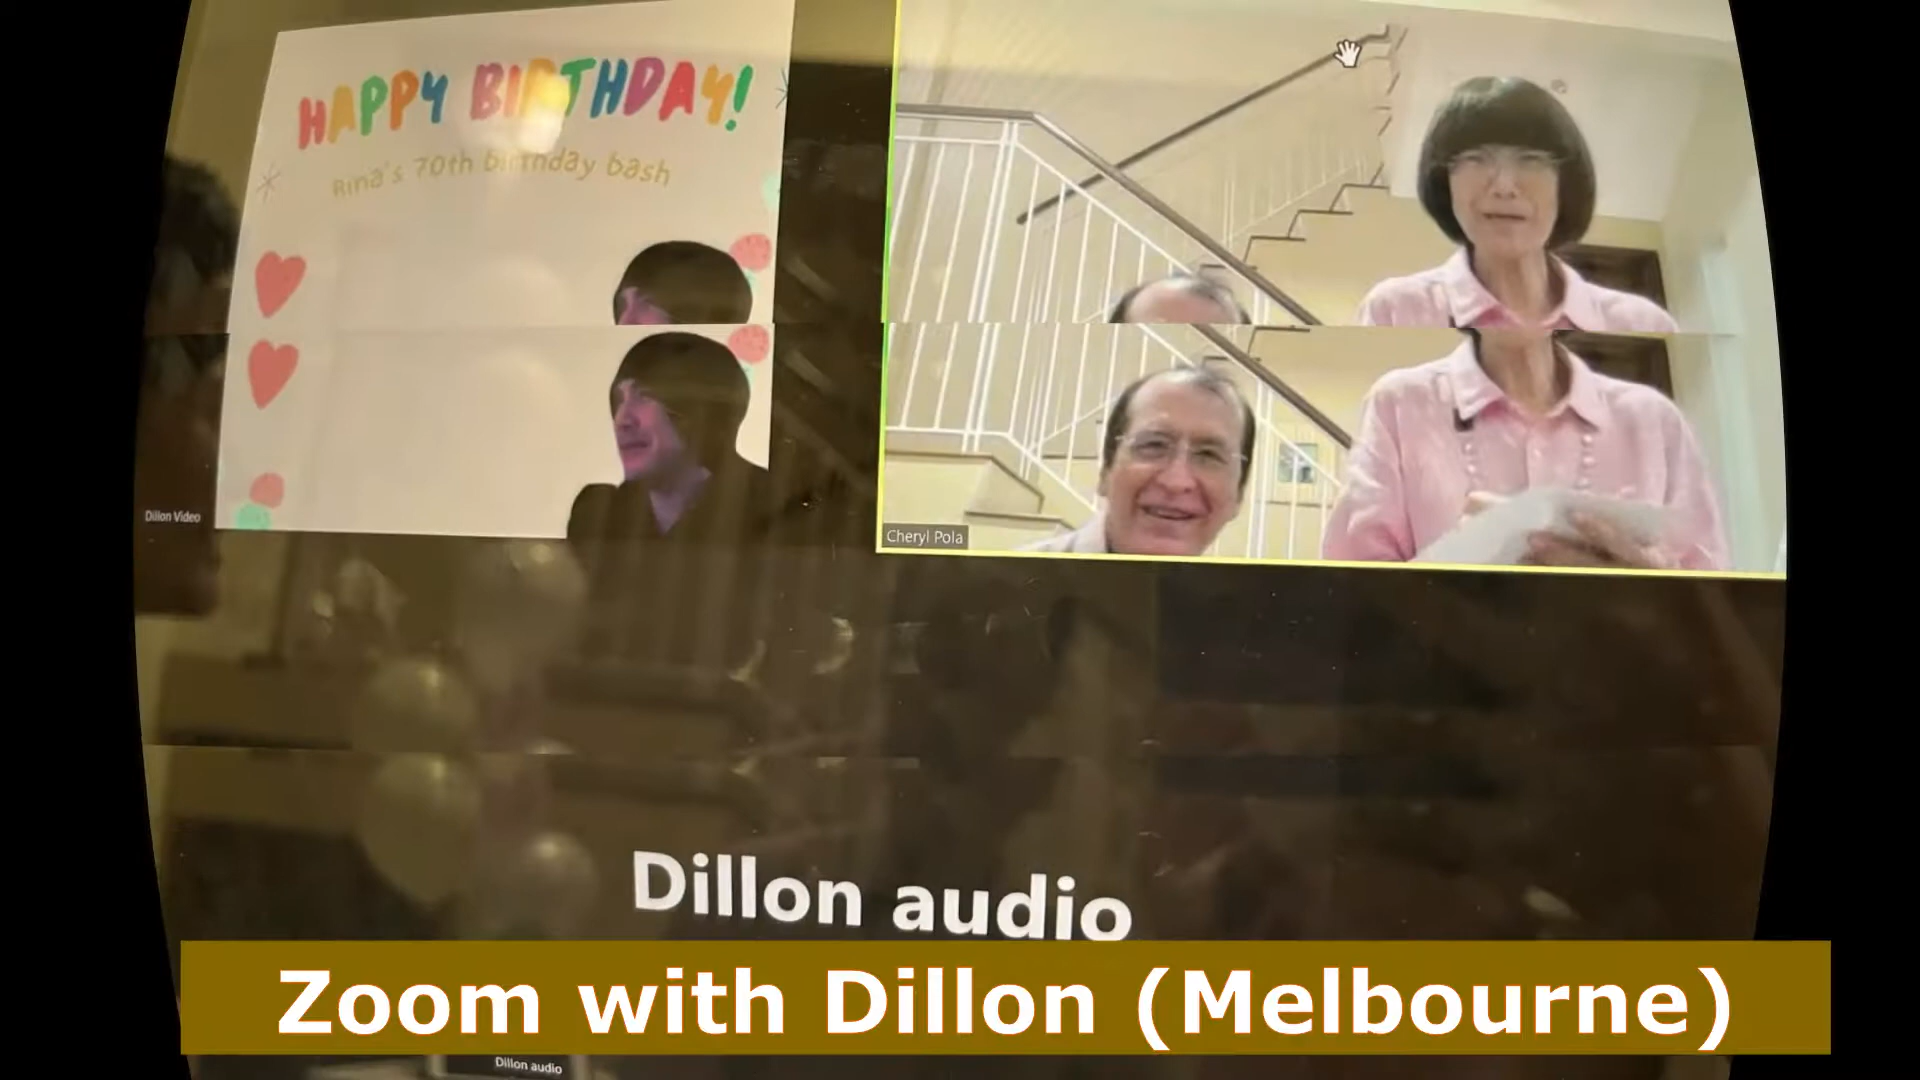 HAPPY BIRTHDAY!
Rina's 70th birthday bash
Dillon Video
Cheryl Pola
Dillon audio
Zoom with Dillon (Melbourne)
Dillon audio